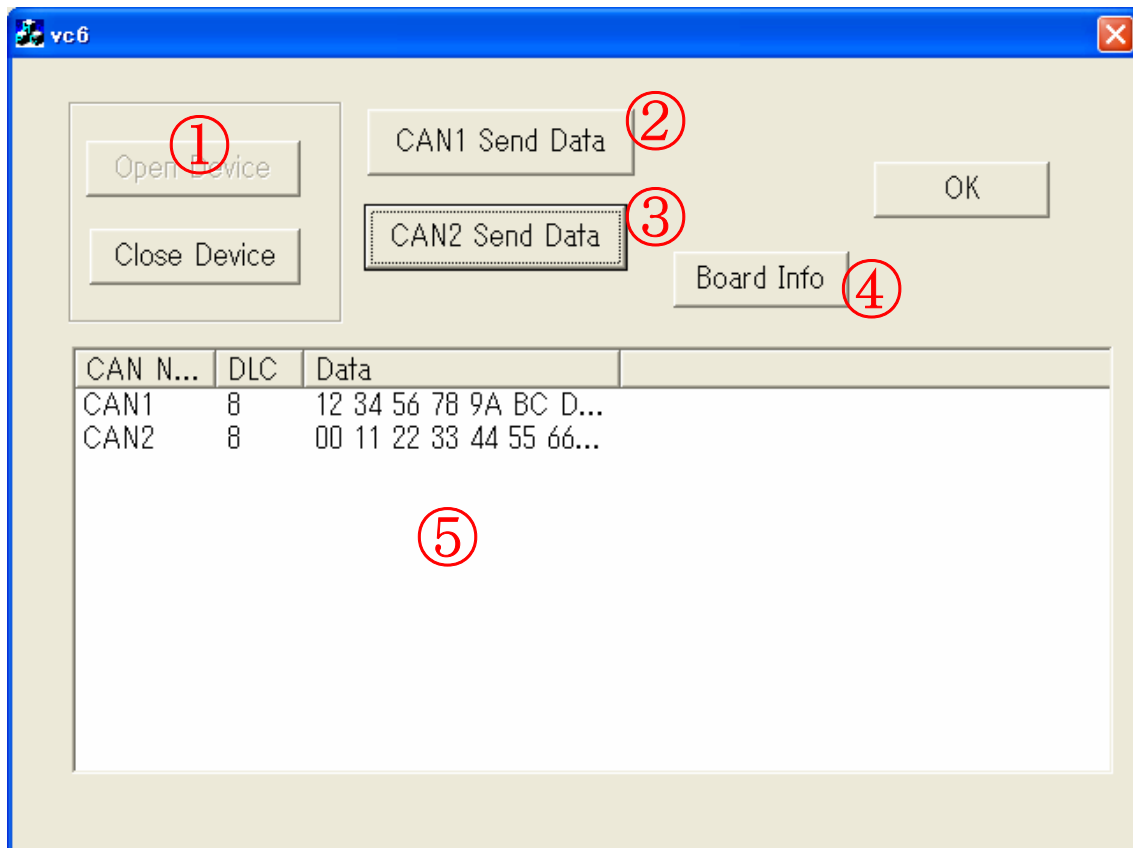 vc6
①
Open Device
Close Device
CAN1 Send Data
②
CAN2 Send Data
③
OK
Board Info
④
CAN N... DLC Data
CAN1 8 12 34 56 78 9A BC D...
CAN2 8 00 11 22 33 44 55 66...
⑤